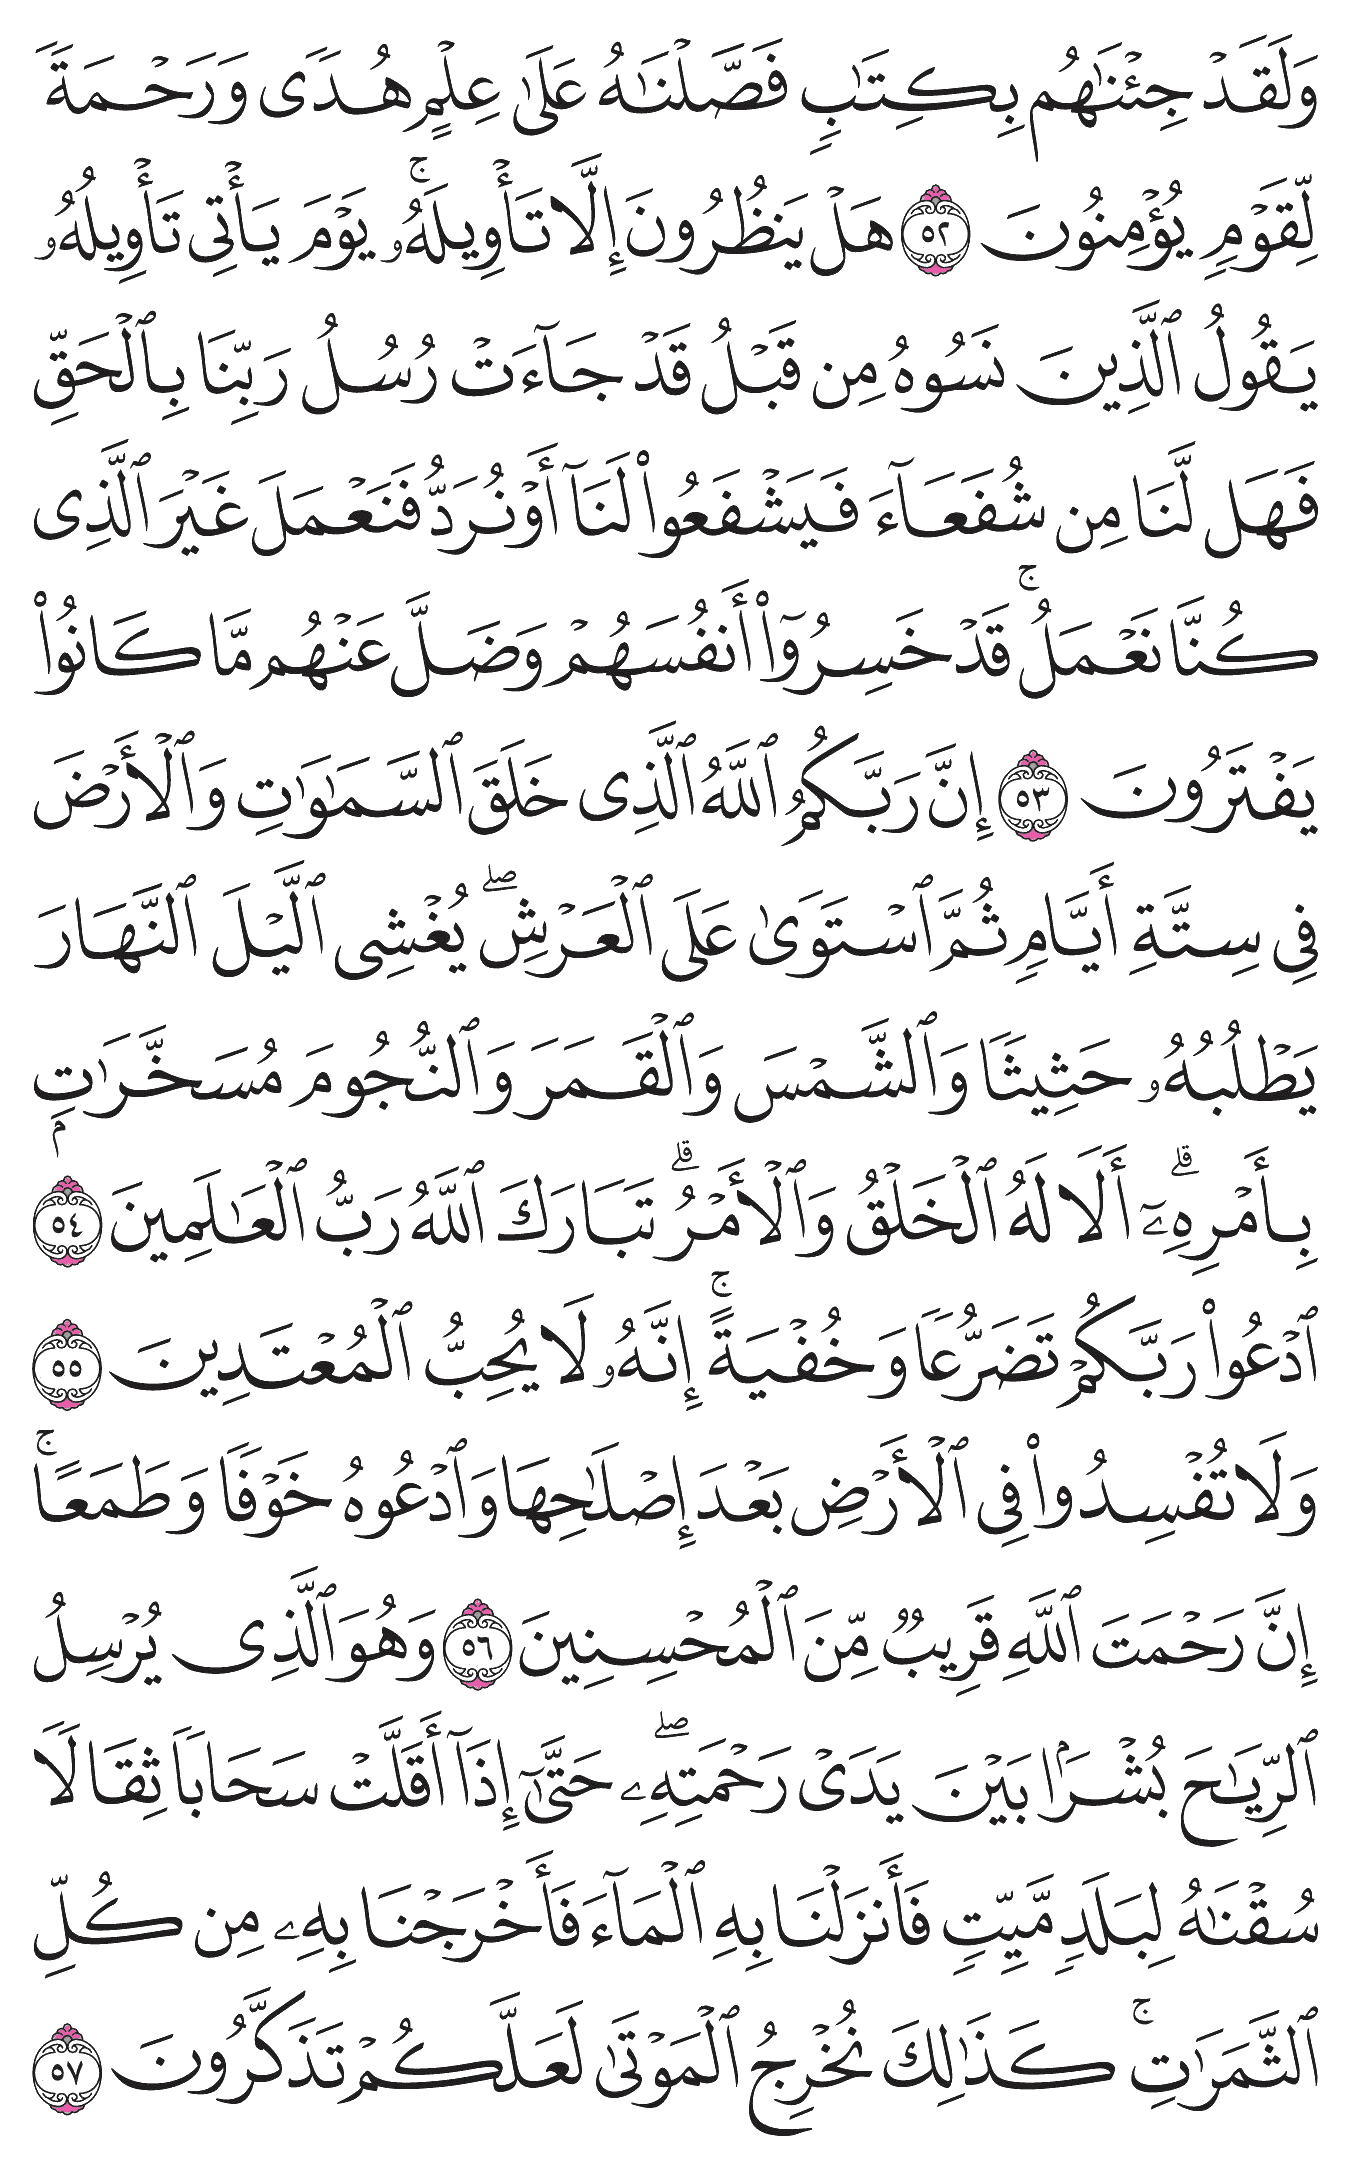 وَلَقَدْ جِئْنَٰهُم بِكِتَٰبٍ فَصَّلْنَٰهُ عَلَىٰ عِلْمٍ هُدًى وَرَحْمَةً
لِّقَوْمٍ يُؤْمِنُونَ ٥٢ هَلْ يَنظُرُونَ إِلَّا تَأْوِيلَهُۥۚ يَوْمَ يَأْتِى تَأْوِيلُهُۥ
يَقُولُ ٱلَّذِينَ نَسُوهُ مِن قَبْلُ قَدْ جَآءَتْ رُسُلُ رَبِّنَا بِٱلْحَقِّ
فَهَل لَّنَا مِن شُفَعَآءَ فَيَشْفَعُوا۟ لَنَآ أَوْ نُرَدُّ فَنَعْمَلَ غَيْرَ ٱلَّذِى
كُنَّا نَعْمَلُۚ قَدْ خَسِرُوٓا۟ أَنفُسَهُمْ وَضَلَّ عَنْهُم مَّا كَانُوا۟
يَفْتَرُونَ ٥٣ إِنَّ رَبَّكُمُ ٱللَّهُ ٱلَّذِى خَلَقَ ٱلسَّمَٰوَٰتِ وَٱلْأَرْضَ
فِى سِتَّةِ أَيَّامٍ ثُمَّ ٱسْتَوَىٰ عَلَى ٱلْعَرْشِۖ يُغْشِى ٱلَّيْلَ ٱلنَّهَارَ
يَطْلُبُهُۥ حَثِيثًا وَٱلشَّمْسَ وَٱلْقَمَرَ وَٱلنُّجُومَ مُسَخَّرَٰتٍۭ
بِأَمْرِهِۦٓۗ أَلَا لَهُ ٱلْخَلْقُ وَٱلْأَمْرُۗ تَبَارَكَ ٱللَّهُ رَبُّ ٱلْعَٰلَمِينَ ٥٤
ٱدْعُوا۟ رَبَّكُمْ تَضَرُّعًا وَخُفْيَةًۚ إِنَّهُۥ لَا يُحِبُّ ٱلْمُعْتَدِينَ ٥٥
وَلَا تُفْسِدُوا۟ فِى ٱلْأَرْضِ بَعْدَ إِصْلَٰحِهَا وَٱدْعُوهُ خَوْفًا وَطَمَعًاۚ
إِنَّ رَحْمَتَ ٱللَّهِ قَرِيبٌ مِّنَ ٱلْمُحْسِنِينَ ٥٦ وَهُوَ ٱلَّذِى يُرْسِلُ
ٱلرِّيَٰحَ بُشْرًۢا بَيْنَ يَدَىْ رَحْمَتِهِۦۖ حَتَّىٰٓ إِذَآ أَقَلَّتْ سَحَابًا ثِقَالًا
سُقْنَٰهُ لِبَلَدٍ مَّيِّتٍ فَأَنزَلْنَا بِهِ ٱلْمَآءَ فَأَخْرَجْنَا بِهِۦ مِن كُلِّ
ٱلثَّمَرَٰتِۚ كَذَٰلِكَ نُخْرِجُ ٱلْمَوْتَىٰ لَعَلَّكُمْ تَذَكَّرُونَ ٥٧